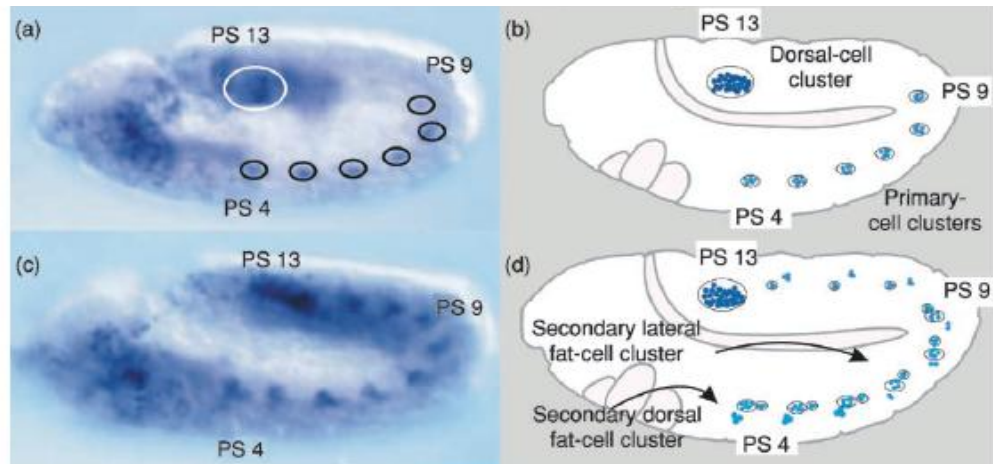 (a)
PS 13
PS 9
PS 4
(b)
PS 13
Dorsal-cell
cluster
PS 9
Primary-
cell clusters
PS 4
(c)
PS 13
PS 9
PS 4
(d)
PS 13
PS 9
Secondary lateral
fat-cell cluster
Secondary dorsal
fat-cell cluster
PS 4